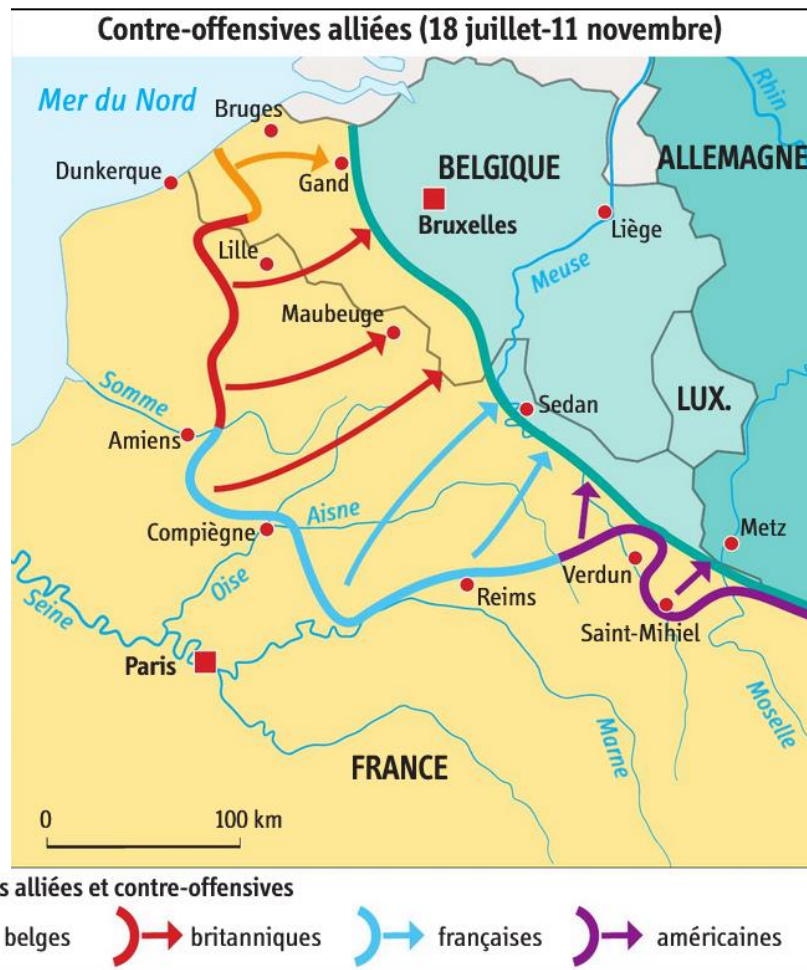 Contre-offensives alliées (18 juillet-11 novembre)
Mer du Nord
Rhin
Bruges
ALLEMAGNE
Dunkerque
Gand
BELGIQUE
Bruxelles
Liège
Lille
Meuse
Maubeuge
Somme
Sedan
LUX.
Amiens
Aisne
Compiègne
Metz
Oise
Verdun
Seine
Reims
Saint-Mihiel
Paris
Moselle
Marne
FRANCE
0 100 km
s alliées et contre-offensives
belges britanniques françaises américaines